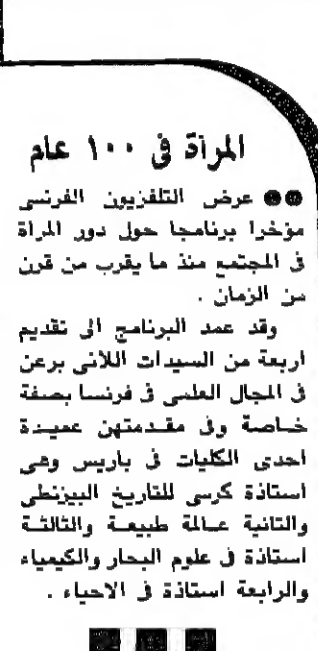 المرأة فى ١٠٠ عام
عرض التلفزيون الفرنسى
مؤخرا برنامجا حول دور المراة
فى المجتمع منذ ما يقرب من قرن
من الزمان .
وقد عمد البرنامج الى تقديم
اربعة من السيدات اللاتى برعن
فى المجال العلمى فى فرنسا بصفة
خاصة وفى مقدمتهن عميدة
احدى الكليات فى باريس وهى
استاذة كرسى للتاريخ البيزنطى
والثانية عالمة طبيعة والثالثة
استاذة فى علوم البحار والكيمياء
والرابعة استاذة فى الاحياء .